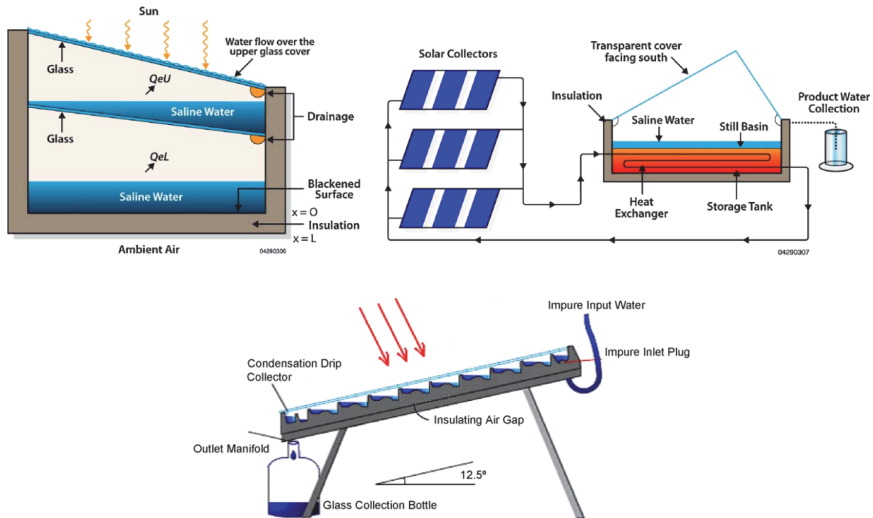 Sun
Water flow over the
upper glass cover
Glass
QeU
Saline Water
Glass
Drainage
QeL
Saline Water
Blackened
Surface
x = O
Insulation
x = L
Ambient Air
04290306
Solar Collectors
Transparent cover
facing south
Insulation
Product Water
Collection
Saline Water
Still Basin
Heat
Exchanger
Storage Tank
04290307
Impure Input Water
Impure Inlet Plug
Condensation Drip
Collector
Insulating Air Gap
Outlet Manifold
12.5º
Glass Collection Bottle